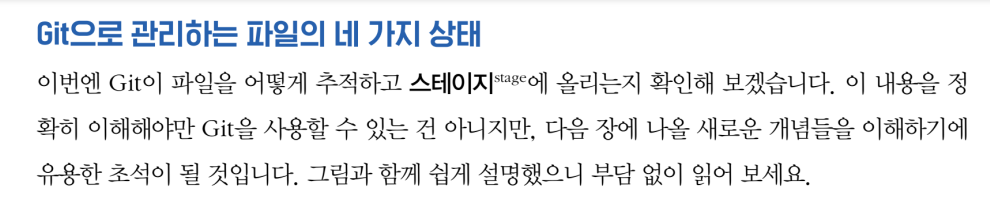 Git으로 관리하는 파일의 네 가지 상태
이번엔 Git이 파일을 어떻게 추적하고 스테이지stage에 올리는지 확인해 보겠습니다. 이 내용을 정
확히 이해해야만 Git을 사용할 수 있는 건 아니지만, 다음 장에 나올 새로운 개념들을 이해하기에
유용한 초석이 될 것입니다. 그림과 함께 쉽게 설명했으니 부담 없이 읽어 보세요.